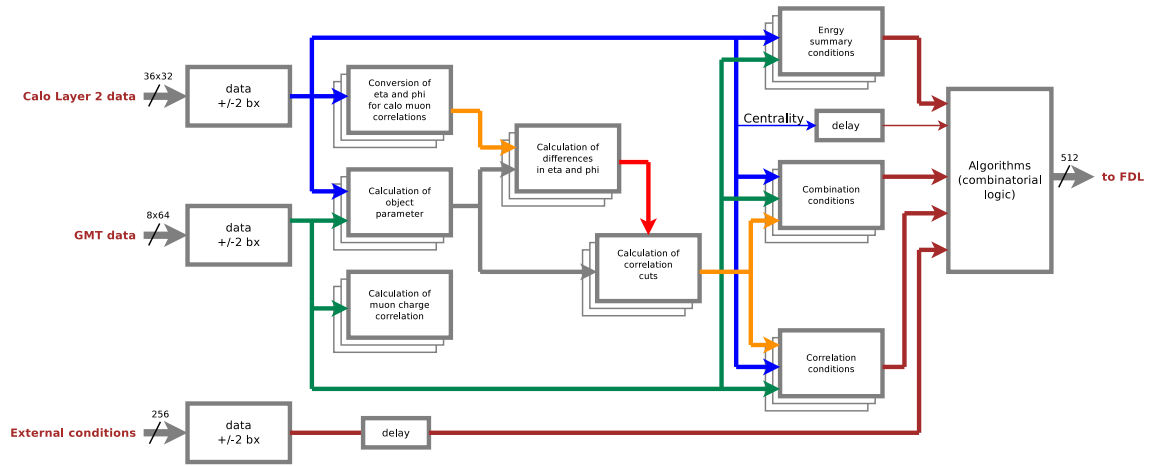 Calo Layer 2 data
36x32
data
+/-2 bx
Conversion of
eta and phi
for calo muon
correlations
Calculation of
object
parameter
Calculation of
muon charge
correlation
Calculation of
differences
in eta and phi
Calculation of
correlation
cuts
GMT data
8x64
data
+/-2 bx
External conditions
256
data
+/-2 bx
delay
Enrgy
summary
conditions
Centrality
delay
Combination
conditions
Correlation
conditions
Algorithms
(combinatorial
logic)
512
to FDL